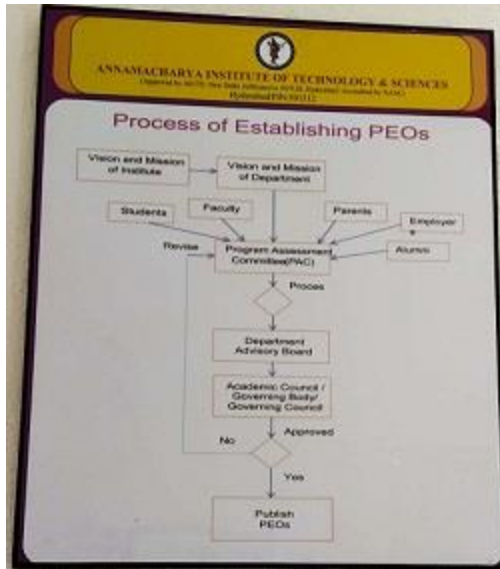 ANNAMACHARYA INSTITUTE OF TECHNOLOGY & SCIENCES
Process of Establishing PEOs
Vision and Mission
of Institute
Vision and Mission
of Department
Students
Faculty
Parents
Employer
s
Revise
Program Assessment
Committee(PAC)
Alumni
Proces
Department
Advisory Board
Academic Council /
Governing Body/
Governing Council
No
Approved
Yes
Publish
PEOs